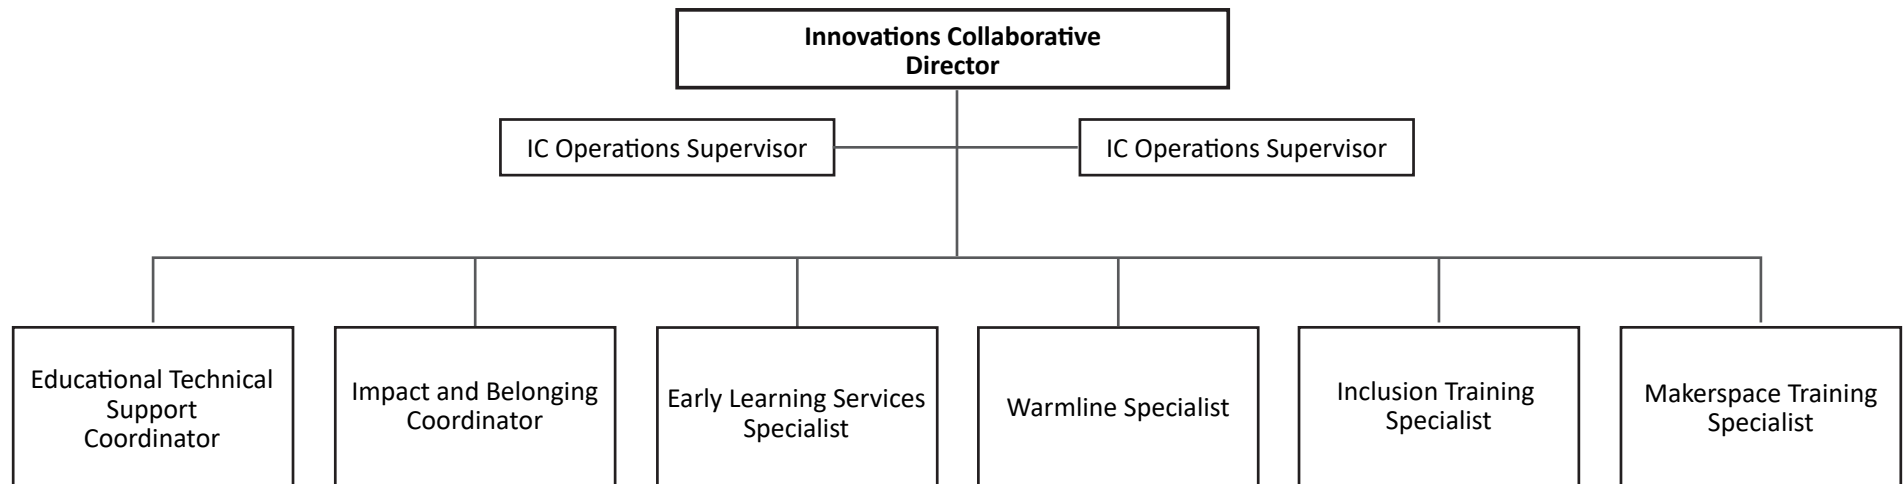 Innovations Collaborative
Director
IC Operations Supervisor
IC Operations Supervisor
Educational Technical
Support
Coordinator
Impact and Belonging
Coordinator
Early Learning Services
Specialist
Warmline Specialist
Inclusion Training
Specialist
Makerspace Training
Specialist